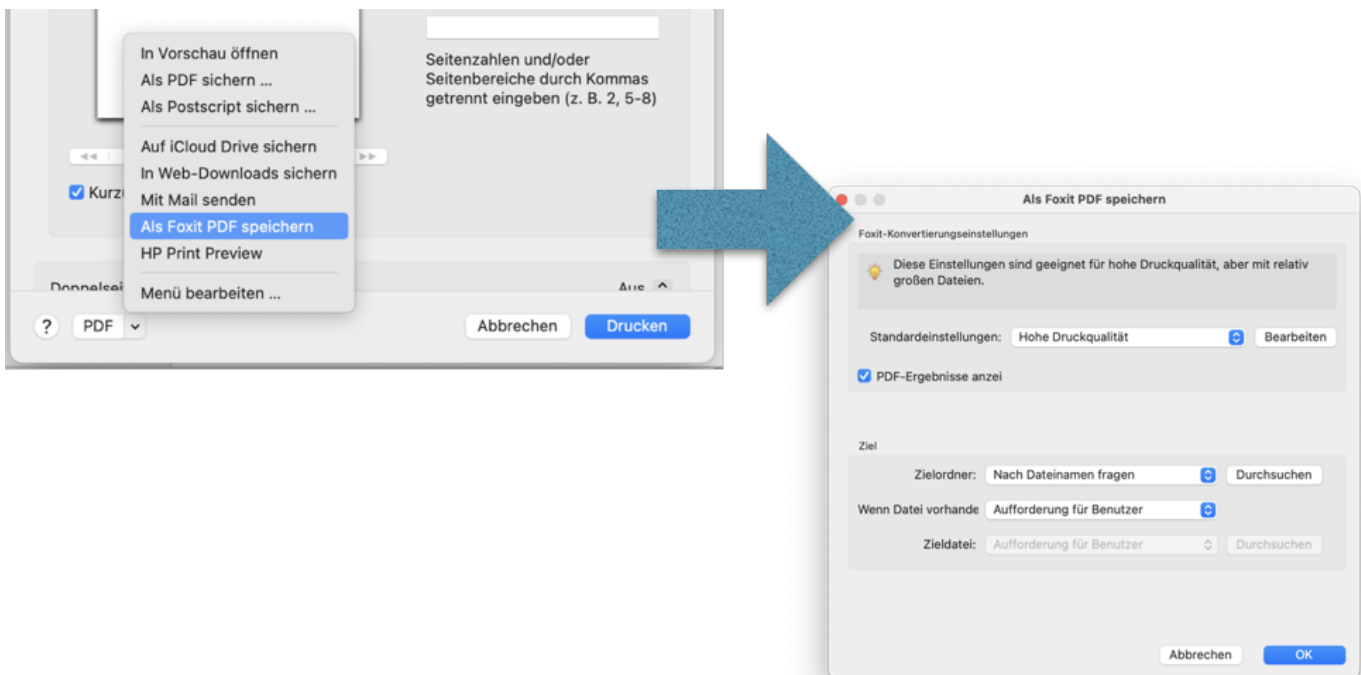 In Vorschau öffnen
Als PDF sichern ...
Als Postscript sichern ...
Auf iCloud Drive sichern
In Web-Downloads sichern
Mit Mail senden
Als Foxit PDF speichern
HP Print Preview
Menü bearbeiten ...
Seitenzahlen und/oder
Seitenbereiche durch Kommas
getrennt eingeben (z. B. 2, 5-8)
Kurz
Aus
? PDF
Abbrechen Drucken
Als Foxit PDF speichern
Foxit-Konvertierungseinstellungen
Diese Einstellungen sind geeignet für hohe Druckqualität, aber mit relativ
großen Dateien.
Standardeinstellungen: Hohe Druckqualität Bearbeiten
PDF-Ergebnisse anzei
Ziel
Zielordner: Nach Dateinamen fragen Durchsuchen
Wenn Datei vorhande Aufforderung für Benutzer
Zieldatei: Aufforderung für Benutzer Durchsuchen
Abbrechen OK